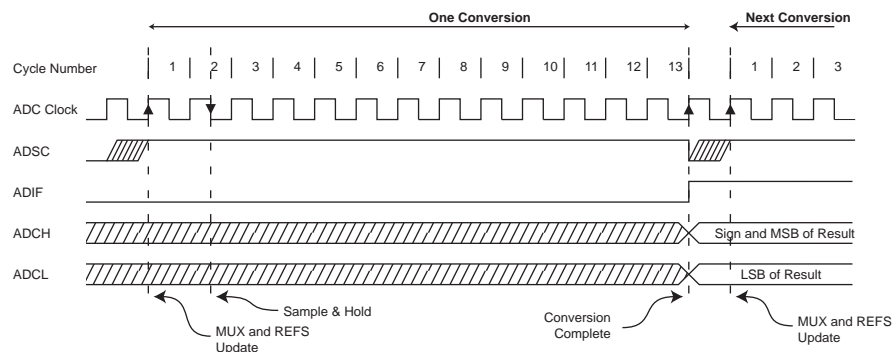 One Conversion
Next Conversion
Cycle Number 1 2 3 4 5 6 7 8 9 10 11 12 13 1 2 3
ADC Clock
ADSC
ADIF
ADCH
Sign and MSB of Result
ADCL
LSB of Result
MUX and REFS
Update
Sample & Hold
Conversion
Complete
MUX and REFS
Update